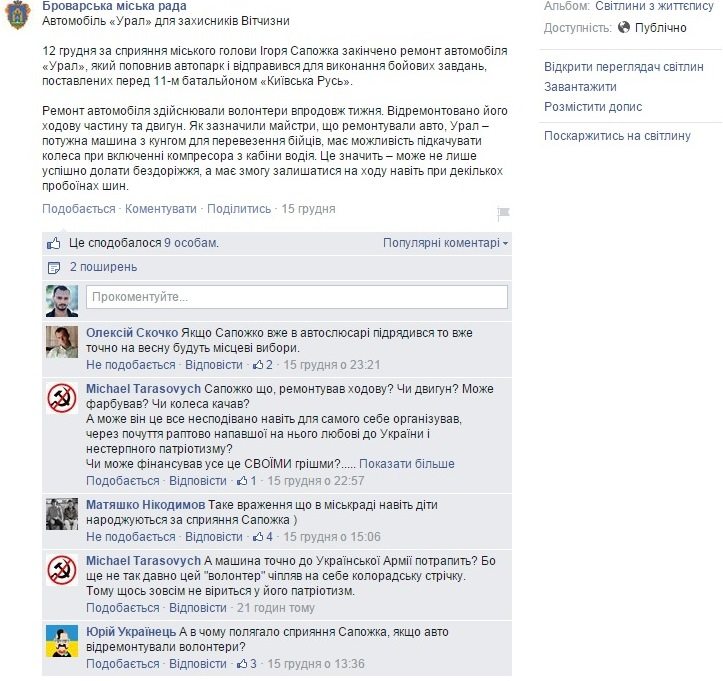 Броварська міська рада
Автомобіль «Урал» для захисників Вітчизни
12 грудня за сприяння міського голови Ігоря Сапожка закінчено ремонт автомобіля
«Урал», який поповнив автопарк і відправився для виконання бойових завдань,
поставлених перед 11-м батальйоном «Київська Русь».
Ремонт автомобіля здійснювали волонтери впродовж тижня. Відремонтовано його
ходову частину та двигун. Як зазначили майстри, що ремонтували авто, Урал –
потужна машина з кунгом для перевезення бійців, має можливість підкачувати
колеса при включенні компресора з кабіни водія. Це значить – може не лише
успішно долати бездоріжжя, а має змогу залишатися на ходу навіть при декількох
пробоїнах шин.
Подобається · Коментувати · Поділитись · 15 грудня
Це сподобалося 9 особам.
Популярні коментарі
2 поширень
Прокоментуйте...
Олексій Скочко Якщо Сапожко вже в автослюсарі підрядився то вже
точно на весну будуть місцеві вибори.
Не подобається · Відповісти · 2 · 15 грудня о 23:21
Michael Tarasovych Сапожко що, ремонтував ходову? Чи двигун? Може
фарбував? Чи колеса качав?
А може він це все несподівано навіть для самого себе організував,
через почуття раптово напавшої на нього любові до України і
нестерпного патріотизму?
Чи може фінансував усе це СВОЇМИ грішми?..... Показати більше
Подобається · Відповісти · 1 · 15 грудня о 22:57
Матяшко Нікодимов Таке враження що в міськраді навіть діти
народжуються за сприяння Сапожка )
Не подобається · Відповісти · 4 · 15 грудня о 15:06
Michael Tarasovych А машина точно до Української Армії потрапить? Бо
ще не так давно цей "волонтер" чіпляв на себе колорадську стрічку.
Тому щось зовсім не віриться у його патріотизм.
Подобається · Відповісти · 21 годин тому
Юрій Українець А в чому полягало сприяння Сапожка, якщо авто
відремонтували волонтери?
Подобається · Відповісти · 3 · 15 грудня о 13:36
Альбом: Світлини з життєпису
Доступність: Публічно
Відкрити переглядач світлин
Завантажити
Розмістити допис
Поскаржитись на світлину